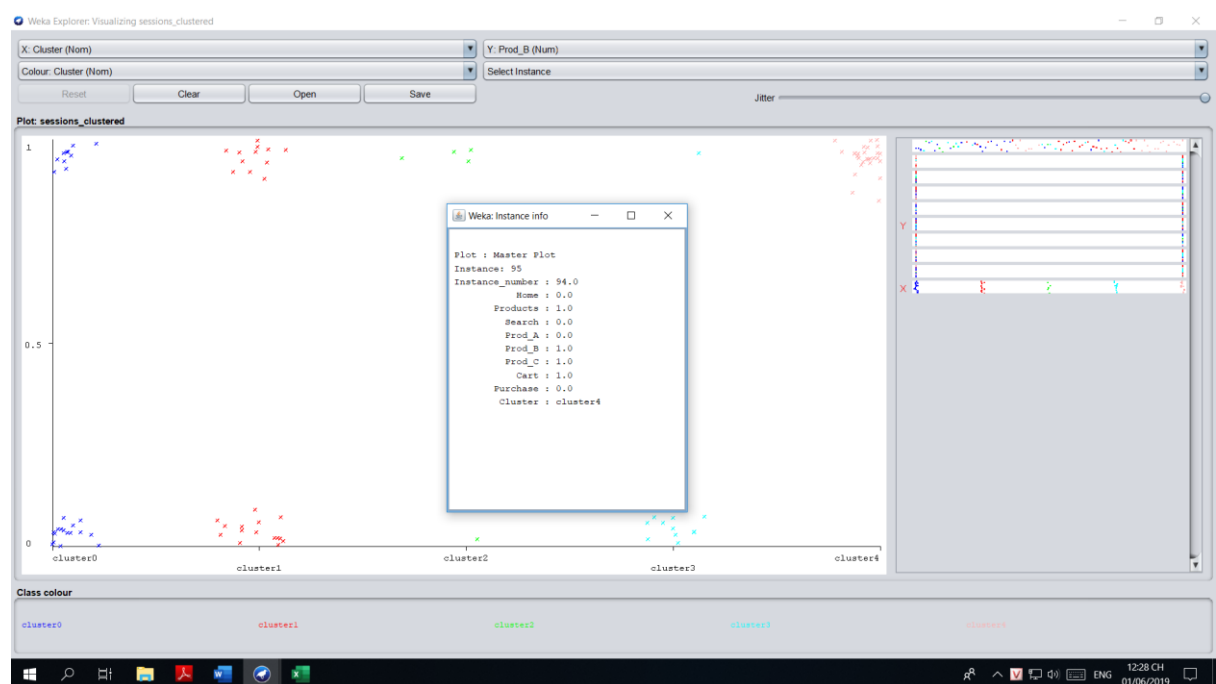 Weka Explorer: Visualizing sessions_clustered
X: Cluster (Nom)
Y: Prod_B (Num)
Colour: Cluster (Nom)
Select Instance
Reset
Clear
Open
Save
Jitter
Plot: sessions_clustered
1
0.5
0
cluster0
cluster1
cluster2
cluster3
cluster4
Y
X
Weka: Instance info
Plot : Master Plot
Instance: 95
Instance_number : 94.0
Home : 0.0
Products : 1.0
Search : 0.0
Prod_A : 0.0
Prod_B : 1.0
Prod_C : 1.0
Cart : 1.0
Purchase : 0.0
Cluster : cluster4
Class colour
cluster0
cluster1
cluster2
cluster3
cluster4
ENG
12:28 CH
01/06/2019